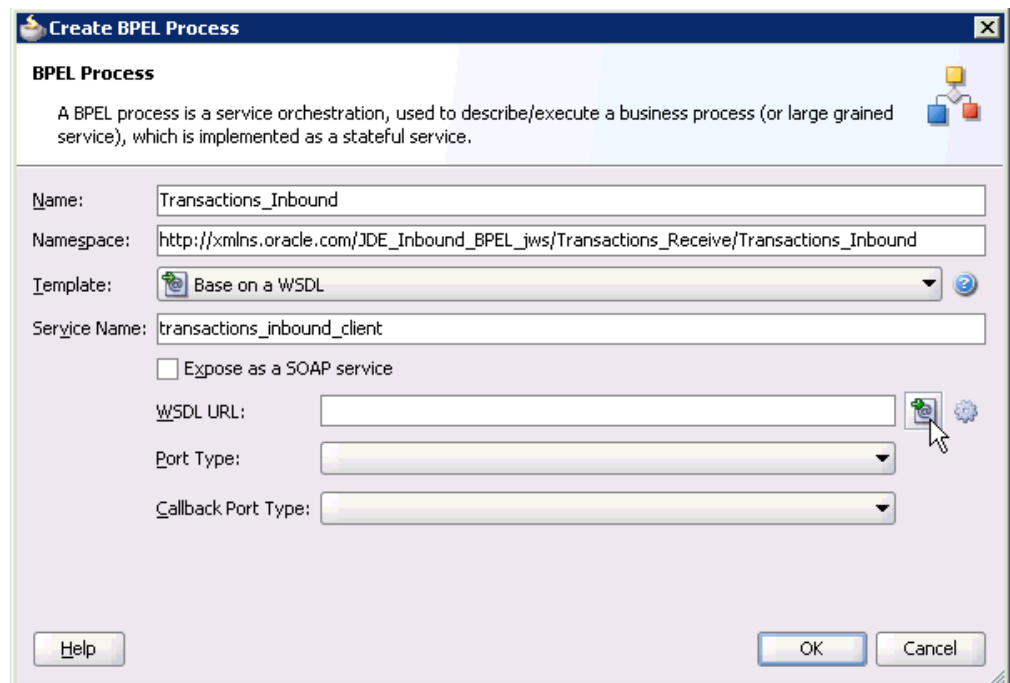 Create BPEL Process
BPEL Process
A BPEL process is a service orchestration, used to describe/execute a business process (or large grained
service), which is implemented as a stateful service.
Name: Transactions_Inbound
Namespace: http://xmlns.oracle.com/JDE_Inbound_BPEL_jws/Transactions_Receive/Transactions_Inbound
Template: Base on a WSDL
Service Name: transactions_inbound_client
Expose as a SOAP service
WSDL URL:
Port Type:
Callback Port Type:
Help OK Cancel